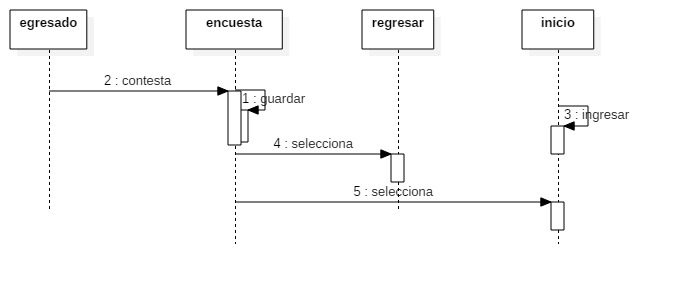 egresado
encuesta
regresar
inicio
2 : contesta
1 : guardar
3 : ingresar
4 : selecciona
5 : selecciona